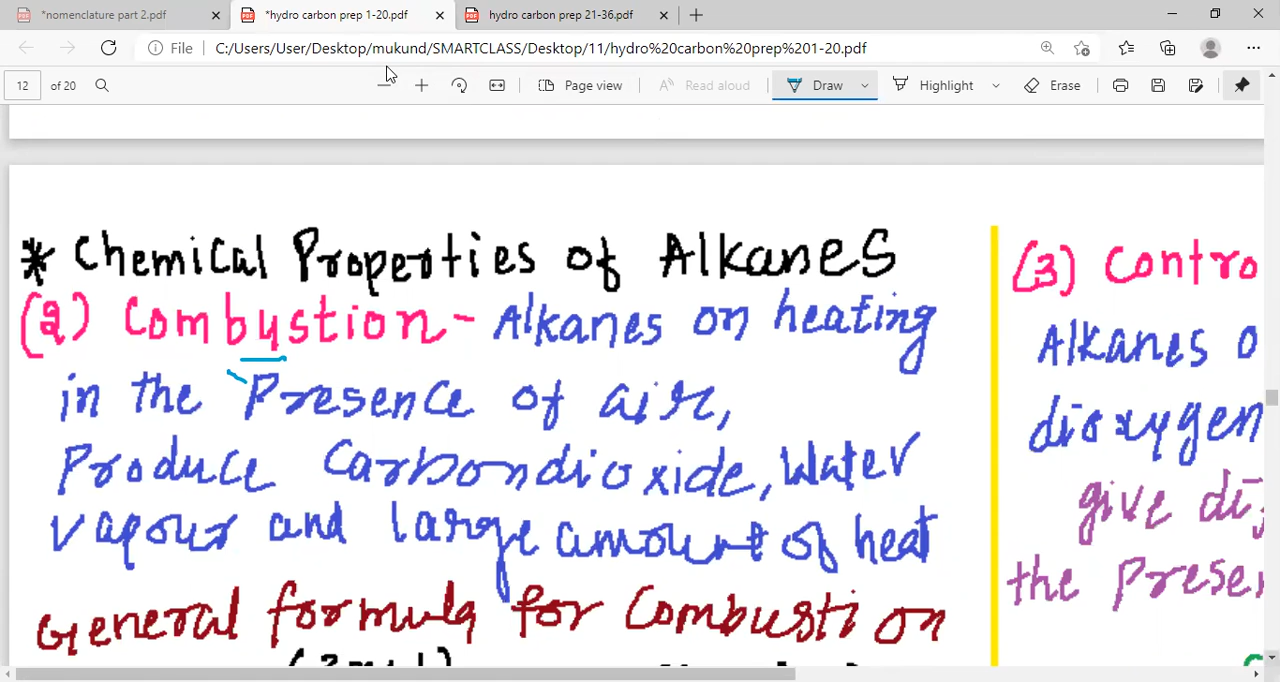 *nomenclature part 2.pdf
*hydro carbon prep 1-20.pdf
hydro carbon prep 21-36.pdf
File
C:/Users/User/Desktop/mukund/SMARTCLASS/Desktop/11/hydro%20carbon%20prep%201-20.pdf
12 of 20
Page view
Read aloud
Draw
Highlight
Erase
* Chemical Properties of Alkanes
(2) Combustion - Alkanes on heating
in the Presence of air,
Produce Carbondioxide, Water
vapour and large amount of heat
General formula for Combustion
(3) Contro
Alkanes o
dioxygen
give di
the Prese